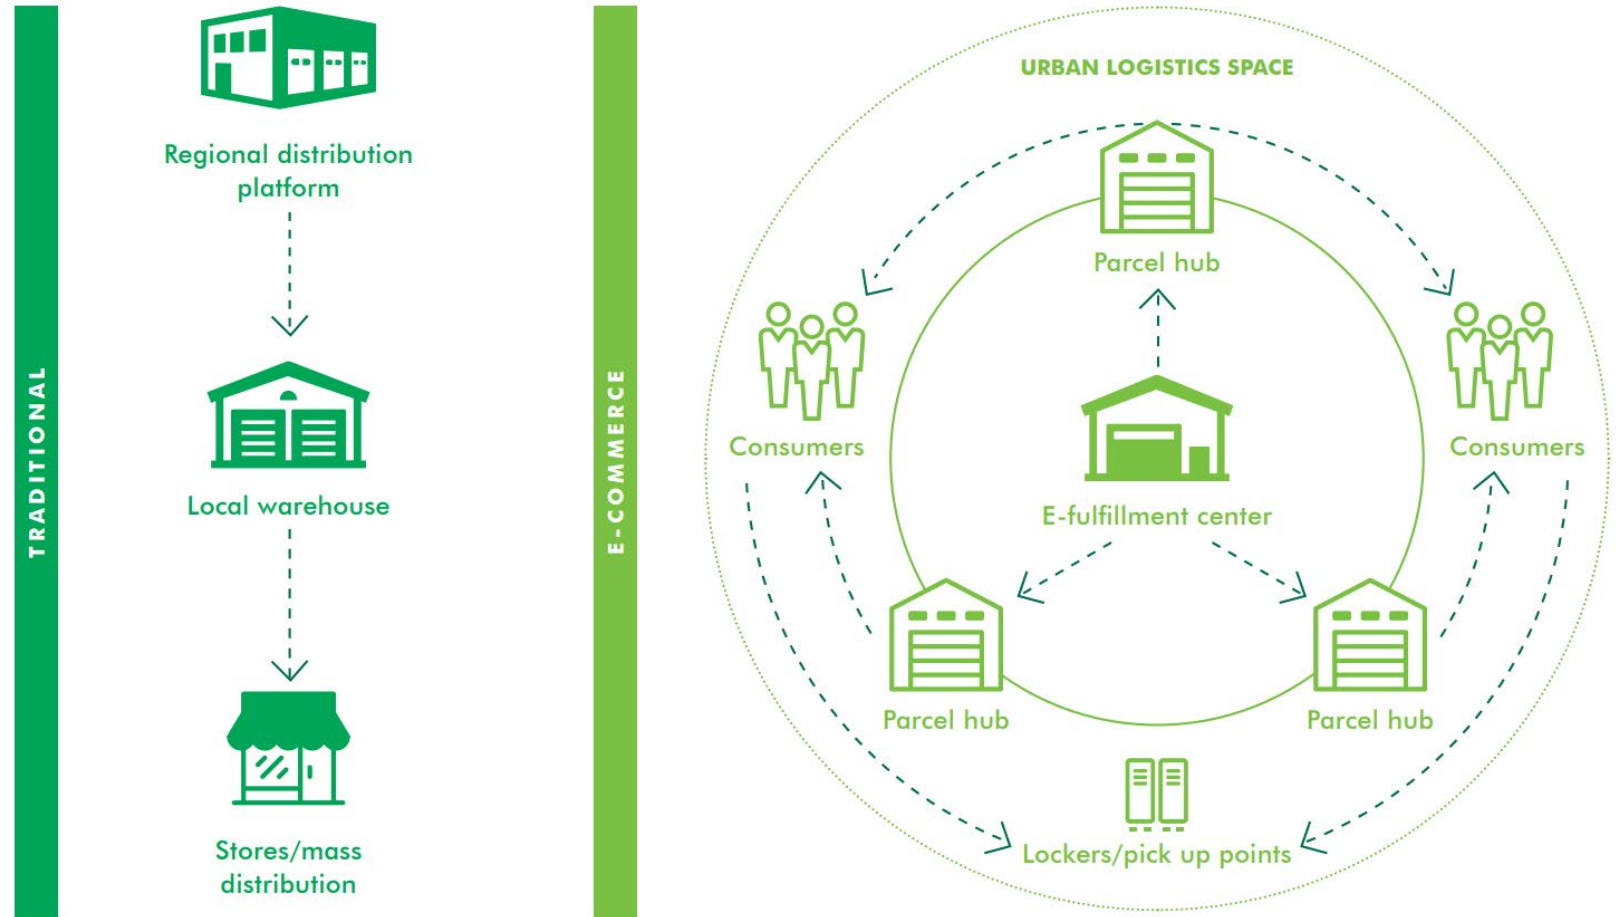 TRADITIONAL
Regional distribution
platform
Local warehouse
Stores/mass
distribution
E-COMMERCE
URBAN LOGISTICS SPACE
Parcel hub
Consumers
Consumers
E-fulfillment center
Parcel hub
Parcel hub
Lockers/pick up points